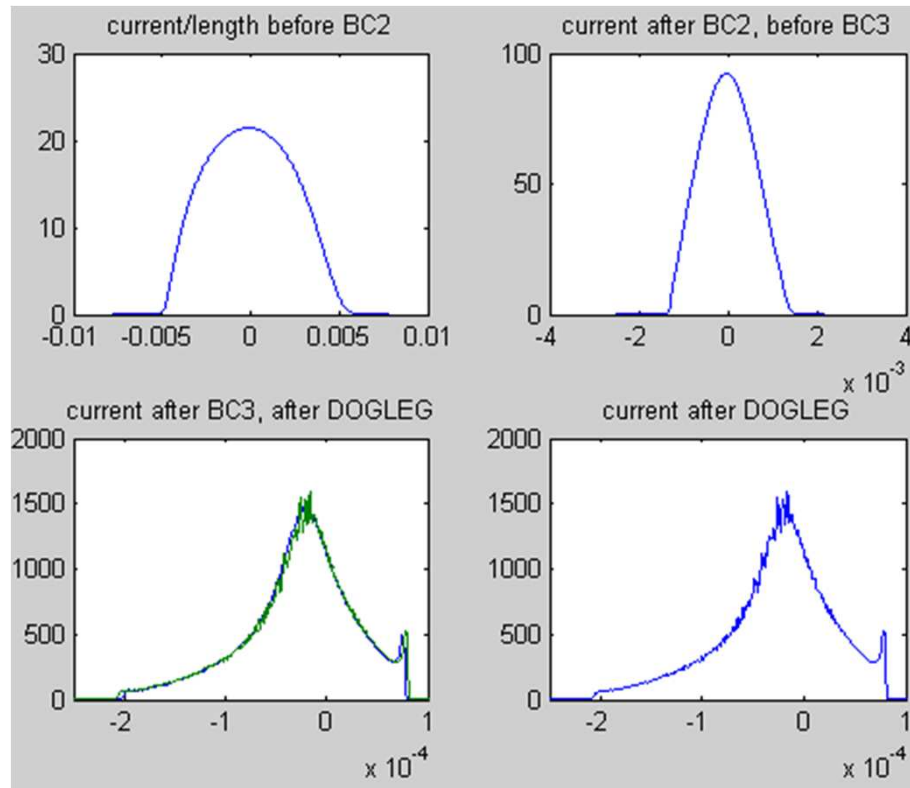 current/length before BC2
30
20
10
0
-0.01 -0.005 0 0.005 0.01
current after BC2, before BC3
100
50
0
-4 -2 0 2 4
x 10-3
current after BC3, after DOGLEG
2000
1500
1000
500
0
-2 -1 0 1
x 10-4
current after DOGLEG
2000
1500
1000
500
0
-2 -1 0 1
x 10-4